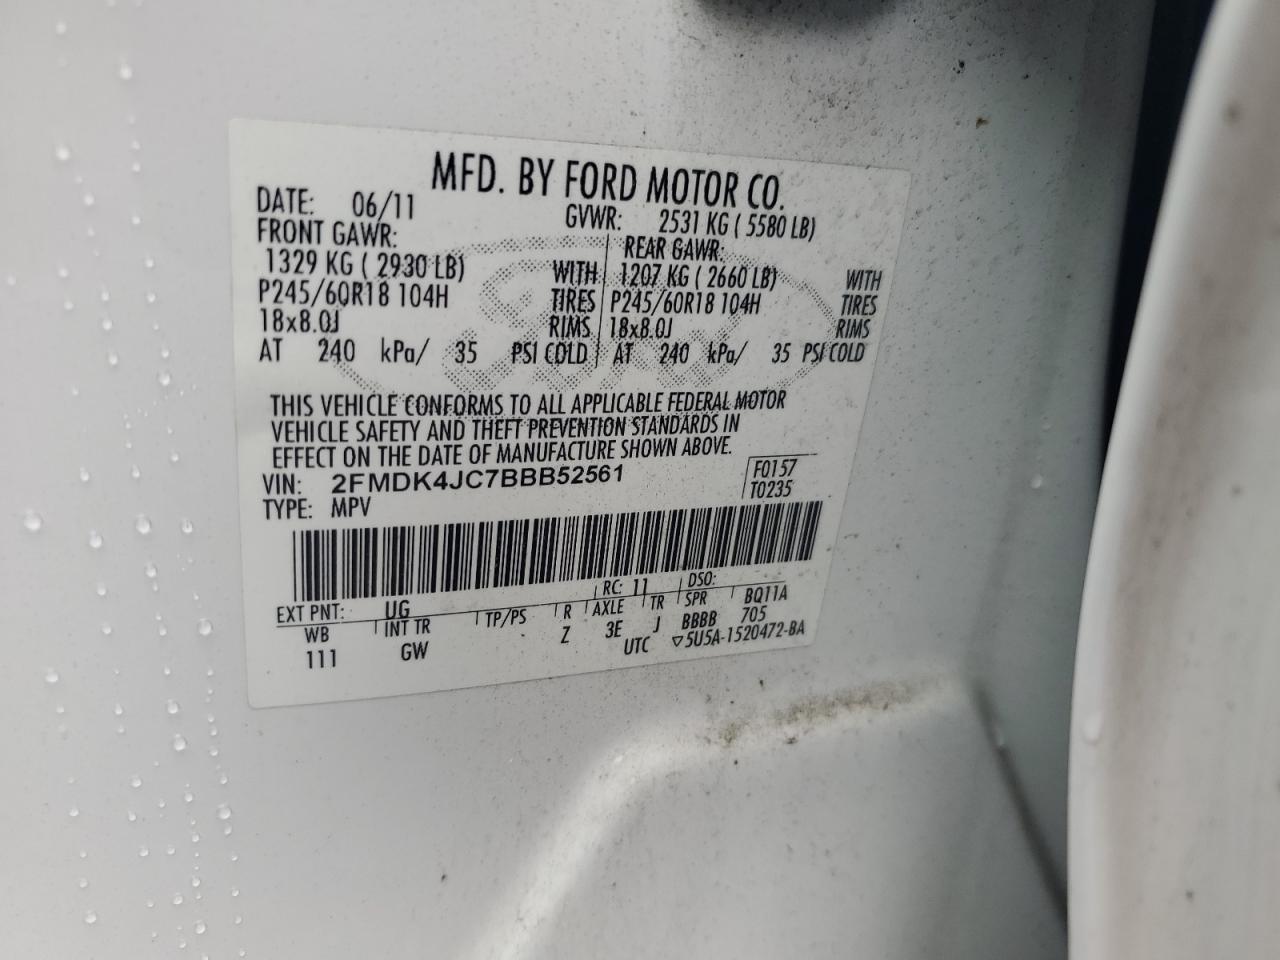 MFD. BY FORD MOTOR CO.
DATE: 06/11 GVWR: 2531 KG ( 5580 LB)
FRONT GAWR: REAR GAWR:
1329 KG ( 2930 LB) WITH 1207 KG ( 2660 LB) WITH
P245/60R18 104H TIRES P245/60R18 104H TIRES
18x8.0J RIMS 18x8.0J RIMS
AT 240 kPa/ 35 PSI COLD AT 240 kPa/ 35 PSI COLD
THIS VEHICLE CONFORMS TO ALL APPLICABLE FEDERAL MOTOR
VEHICLE SAFETY AND THEFT PREVENTION STANDARDS IN
EFFECT ON THE DATE OF MANUFACTURE SHOWN ABOVE.
VIN: 2FMDK4JC7BBB52561 F0157
TYPE: MPV T0235
EXT PNT: UG RC: 11 DSO:
WB INT TR TP/PS R AXLE TR SPR BQ11A
111 GW Z 3E J BBBB 705
UTC ▽5U5A-1520472-BA